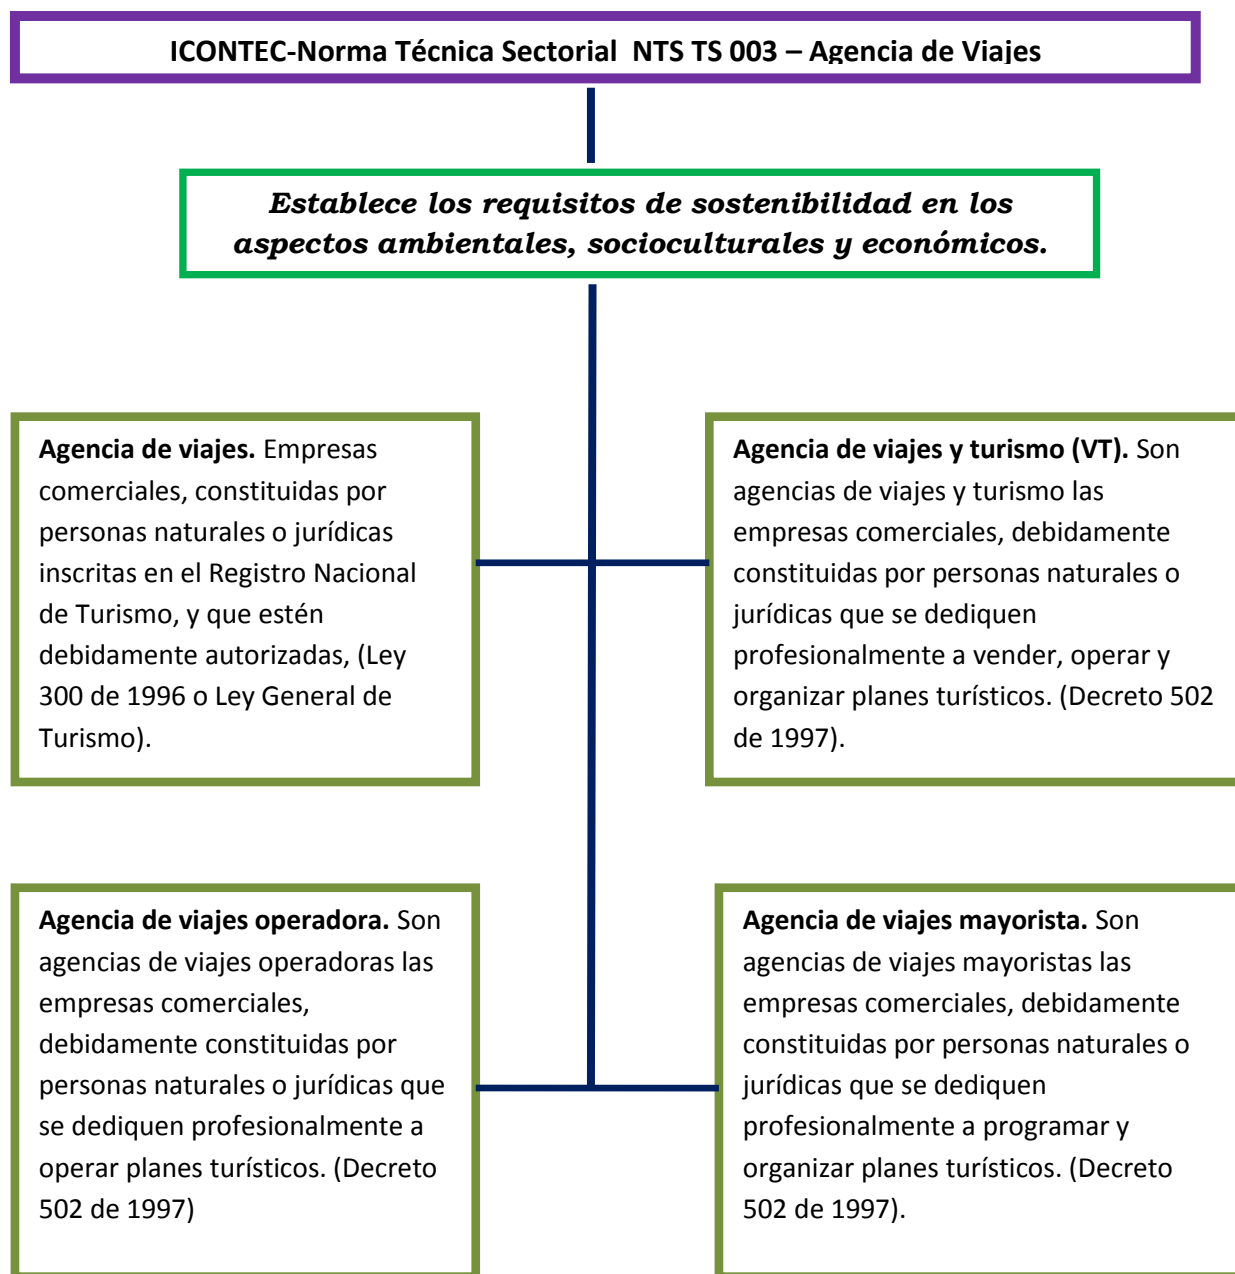 ICONTEC-Norma Técnica Sectorial  NTS TS 003 – Agencia de Viajes
Establece los requisitos de sostenibilidad en los
aspectos ambientales, socioculturales y económicos.
Agencia de viajes. Empresas
comerciales, constituidas por
personas naturales o jurídicas
inscritas en el Registro Nacional
de Turismo, y que estén
debidamente autorizadas, (Ley
300 de 1996 o Ley General de
Turismo).
Agencia de viajes y turismo (VT). Son
agencias de viajes y turismo las
empresas comerciales, debidamente
constituidas por personas naturales o
jurídicas que se dediquen
profesionalmente a vender, operar y
organizar planes turísticos. (Decreto 502
de 1997).
Agencia de viajes operadora. Son
agencias de viajes operadoras las
empresas comerciales,
debidamente constituidas por
personas naturales o jurídicas que
se dediquen profesionalmente a
operar planes turísticos. (Decreto
502 de 1997)
Agencia de viajes mayorista. Son
agencias de viajes mayoristas las
empresas comerciales, debidamente
constituidas por personas naturales o
jurídicas que se dediquen
profesionalmente a programar y
organizar planes turísticos. (Decreto
502 de 1997).